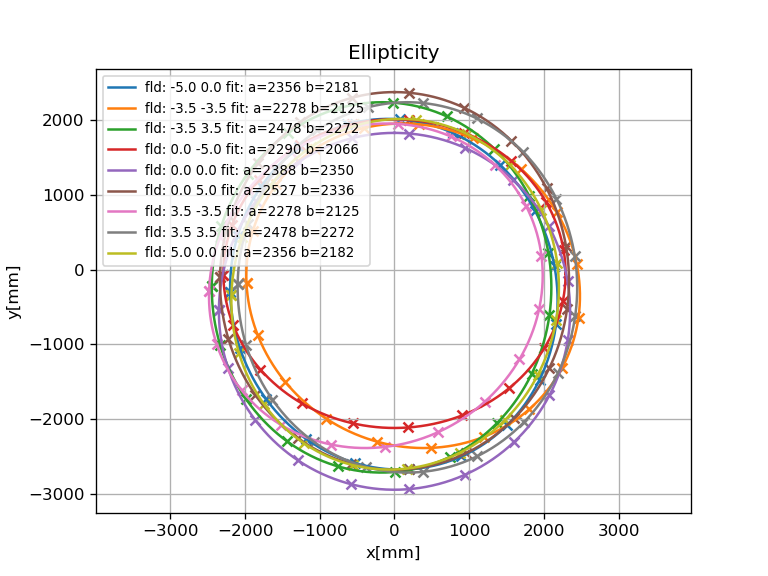 Ellipticity
fld: -5.0 0.0 fit: a=2356 b=2181
fld: -3.5 -3.5 fit: a=2278 b=2125
fld: -3.5 3.5 fit: a=2478 b=2272
fld: 0.0 -5.0 fit: a=2290 b=2066
fld: 0.0 0.0 fit: a=2388 b=2350
fld: 0.0 5.0 fit: a=2527 b=2336
fld: 3.5 -3.5 fit: a=2278 b=2125
fld: 3.5 3.5 fit: a=2478 b=2272
fld: 5.0 0.0 fit: a=2356 b=2182
2000
1000
0
−1000
−2000
−3000
y[mm]
−3000 −2000 −1000 0 1000 2000 3000
x[mm]